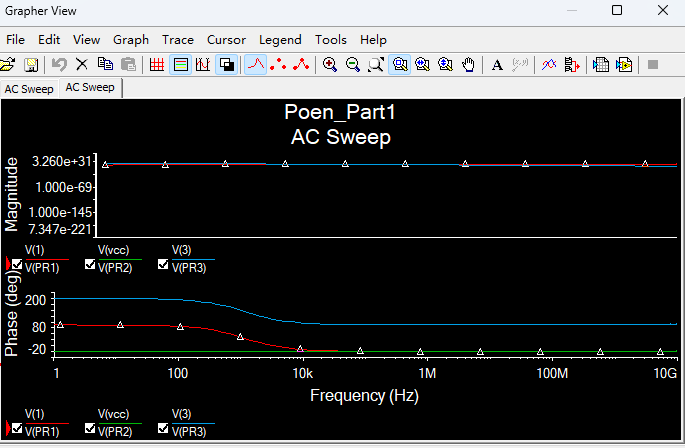 Grapher View
File Edit View Graph Trace Cursor Legend Tools Help
A (x,y)
AC Sweep AC Sweep
Poen_Part1
AC Sweep
Magnitude
3.260e+31
1.000e-69
1.000e-145
7.347e-221
V(1) V(vcc) V(3)
V(PR1) V(PR2) V(PR3)
Phase (deg)
200
80
-20
1 100 10k 1M 100M 10G
Frequency (Hz)
V(1) V(vcc) V(3)
V(PR1) V(PR2) V(PR3)